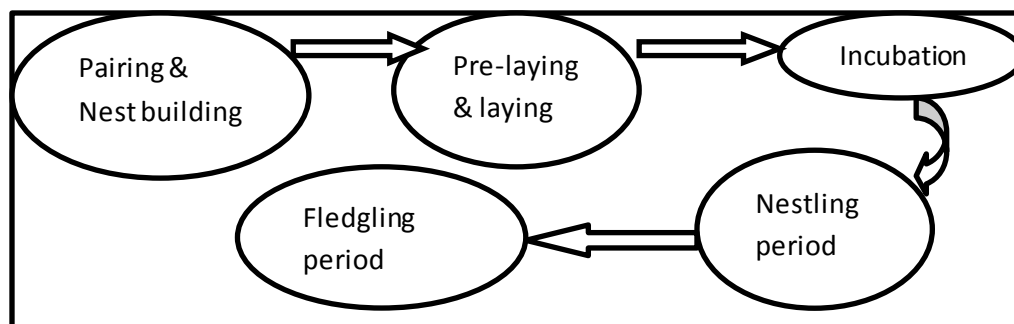 Pairing &
Nest building
Pre-laying
& laying
Incubation
Nestling
period
Fledgling
period